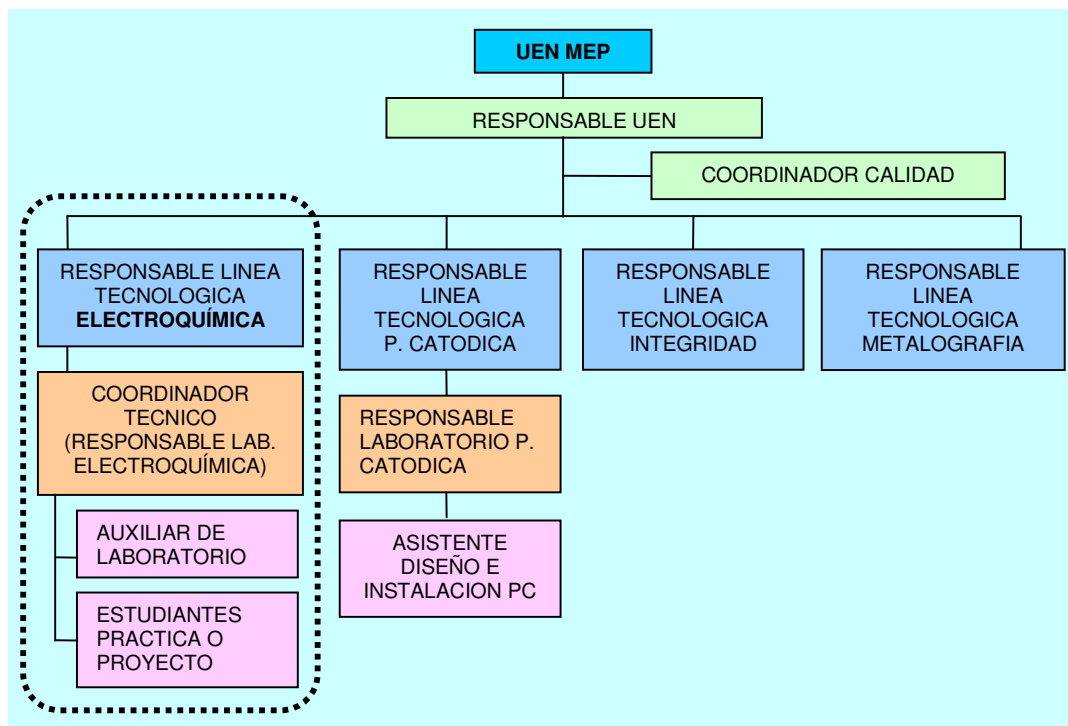 UEN MEP
RESPONSABLE UEN
COORDINADOR CALIDAD
RESPONSABLE LINEA
TECNOLOGICA
ELECTROQUÍMICA
RESPONSABLE
LINEA
TECNOLOGICA
P. CATODICA
RESPONSABLE
LINEA
TECNOLOGICA
INTEGRIDAD
RESPONSABLE
LINEA
TECNOLOGICA
METALOGRAFIA
COORDINADOR
TECNICO
(RESPONSABLE LAB.
ELECTROQUÍMICA)
RESPONSABLE
LABORATORIO P.
CATODICA
AUXILIAR DE
LABORATORIO
ASISTENTE
DISEÑO E
INSTALACION PC
ESTUDIANTES
PRACTICA O
PROYECTO